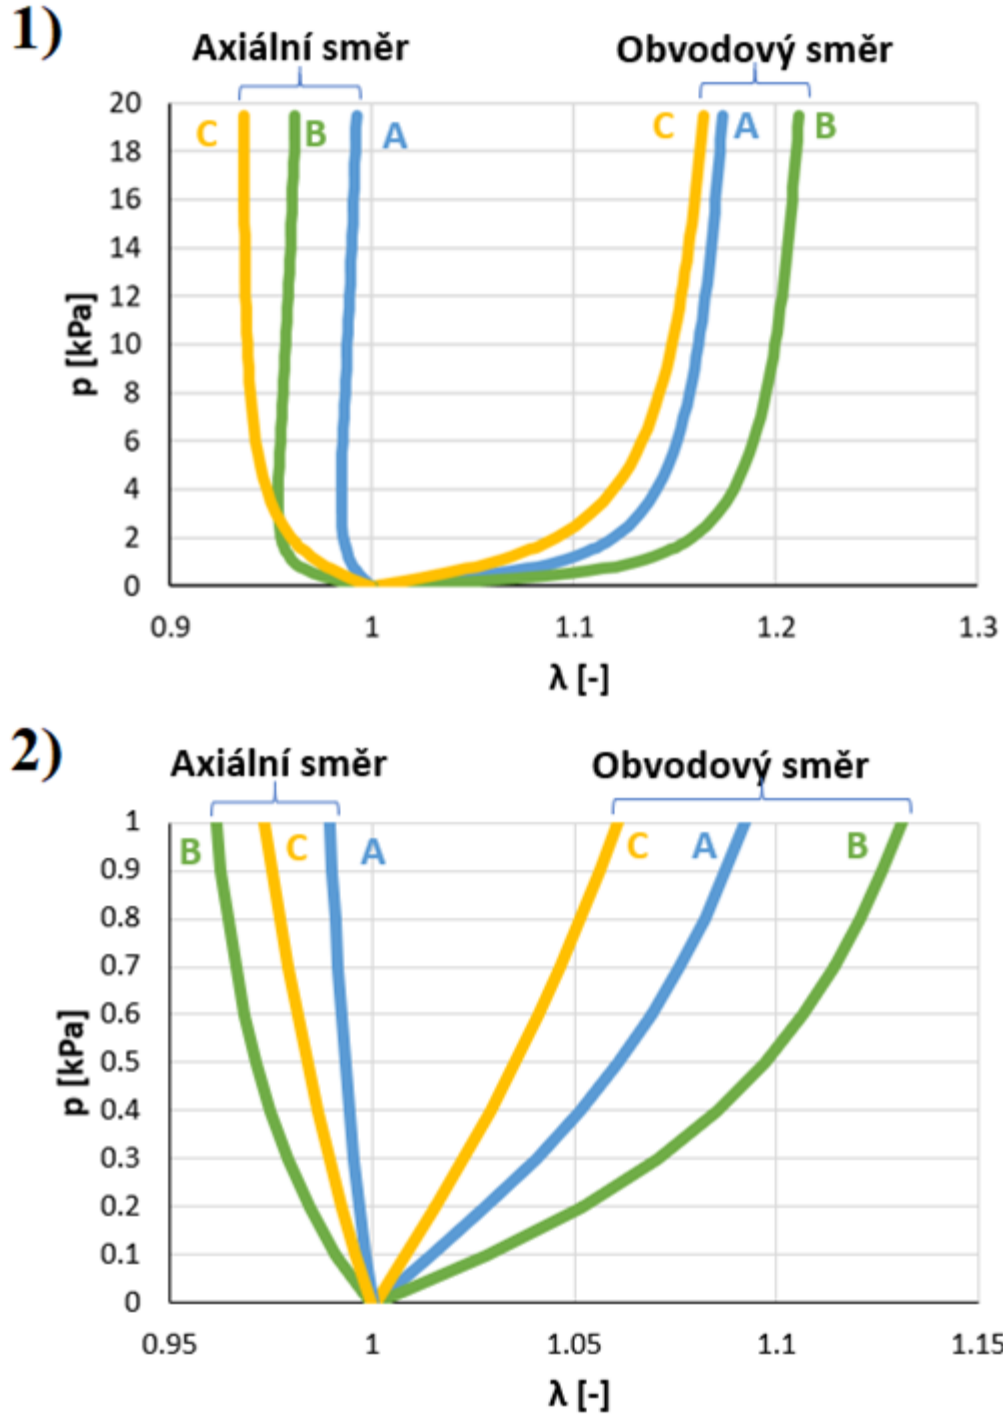 1)
Axiální směr
Obvodový směr
20
18
16
14
12
10
8
6
4
2
0
C
B
A
C
A
B
p [kPa]
0.9
1
1.1
1.2
1.3
λ [-]
2)
Axiální směr
Obvodový směr
1
0.9
0.8
0.7
0.6
0.5
0.4
0.3
0.2
0.1
0
B
C
A
C
A
B
p [kPa]
0.95
1
1.05
1.1
1.15
λ [-]